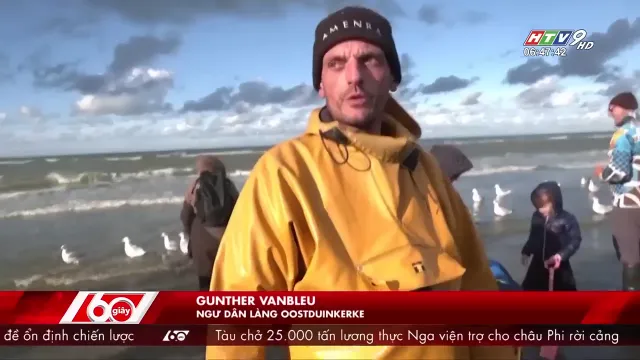 AMENRA
HTV9 HD
06:47:42
GUNTHER VANBLEU
NGƯ DÂN LÀNG OOSTDUINKERKE
60 giây
đề ổn định chiến lược 60 Tàu chở 25.000 tấn lương thực Nga viện trợ cho châu Phi rời cảng